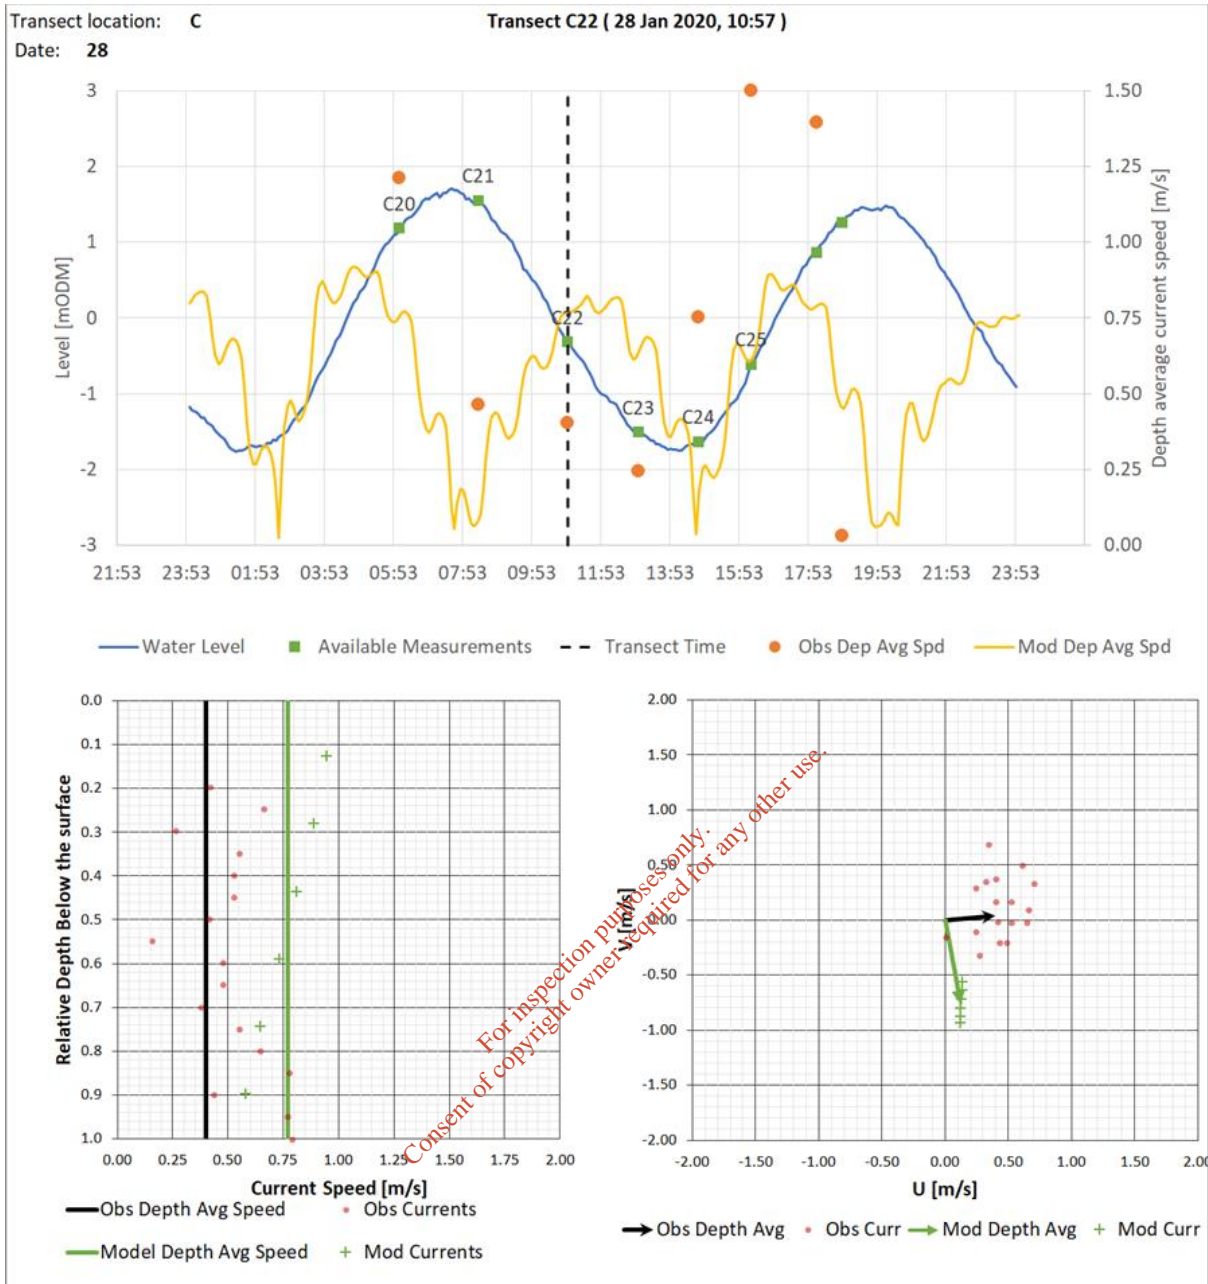 Transect location: C
Transect C22 ( 28 Jan 2020, 10:57 )
Date: 28
3
2
1
0
-1
-2
-3
Level [mODM]
1.50
1.25
1.00
0.75
0.50
0.25
0.00
Depth average current speed [m/s]
C20
C21
C22
C23
C24
C25
21:53 23:53 01:53 03:53 05:53 07:53 09:53 11:53 13:53 15:53 17:53 19:53 21:53 23:53
Water Level Available Measurements Transect Time Obs Dep Avg Spd Mod Dep Avg Spd
0.0
0.1
0.2
0.3
0.4
0.5
0.6
0.7
0.8
0.9
1.0
Relative Depth Below the surface
0.00 0.25 0.50 0.75 1.00 1.25 1.50 1.75 2.00
Current Speed [m/s]
Obs Depth Avg Speed Obs Currents
Model Depth Avg Speed Mod Currents
2.00
1.50
1.00
0.50
0.00
-0.50
-1.00
-1.50
-2.00
V [m/s]
-2.00 -1.50 -1.00 -0.50 0.00 0.50 1.00 1.50 2.00
U [m/s]
Obs Depth Avg Obs Curr Mod Depth Avg Mod Curr
For inspection purposes only.
Consent of copyright owner required for any other use.